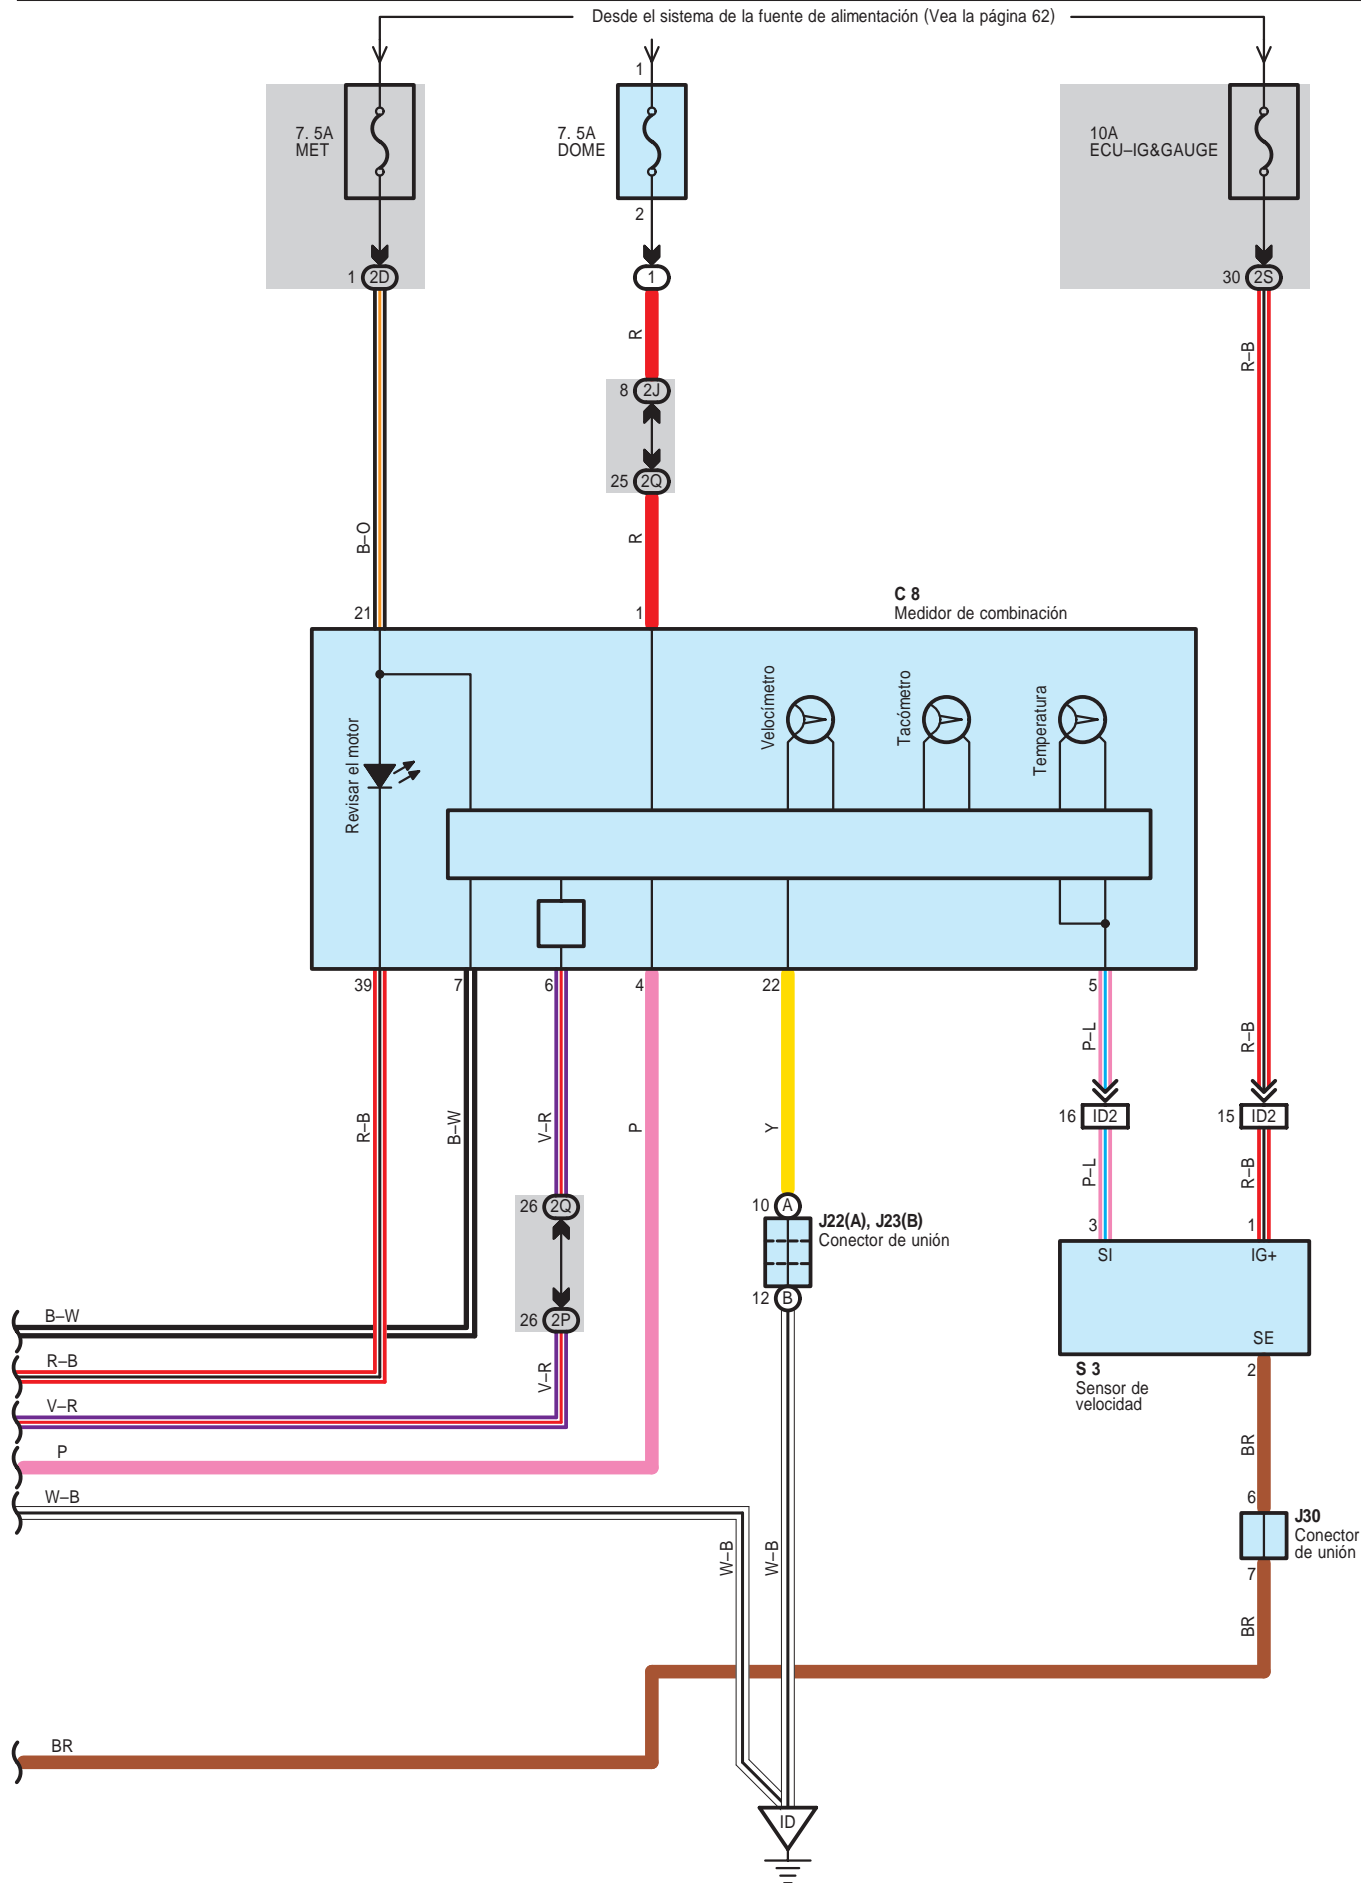 Desde el sistema de la fuente de alimentación (Vea la página 62)
1
7. 5A
MET
7. 5A
DOME
10A
ECU–IG&GAUGE
2
1 2D
1
30 2S
R
R–B
8 2J
25 2Q
B–O
R
C 8
Medidor de combinación
21
1
Velocímetro
Tacómetro
Temperatura
Revisar el motor
39
7
6
4
22
5
P–L
R–B
R–B
B–W
V–R
P
Y
16 ID2
15 ID2
P–L
R–B
26 2Q
10 A
J22(A), J23(B)
Conector de unión
3
1
SI
IG+
12 B
26 2P
SE
B–W
R–B
V–R
S 3
Sensor de
velocidad
2
V–R
P
BR
W–B
6
J30
Conector
de unión
W–B
W–B
7
BR
BR
ID